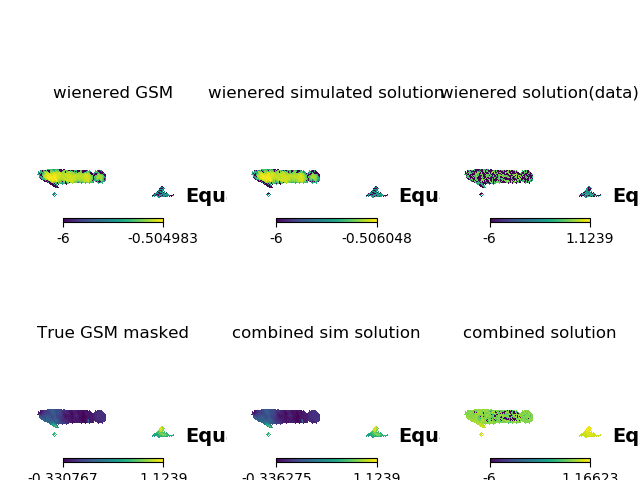 wienered GSM wienered simulated solution wienered solution(data)
Equ Equ Eq
-6 -0.504983 -6 -0.506048 -6 1.1239
True GSM masked combined sim solution combined solution
Equ Equ Eq
-0.330767 1.1239 -0.336275 1.1239 -6 1.16623